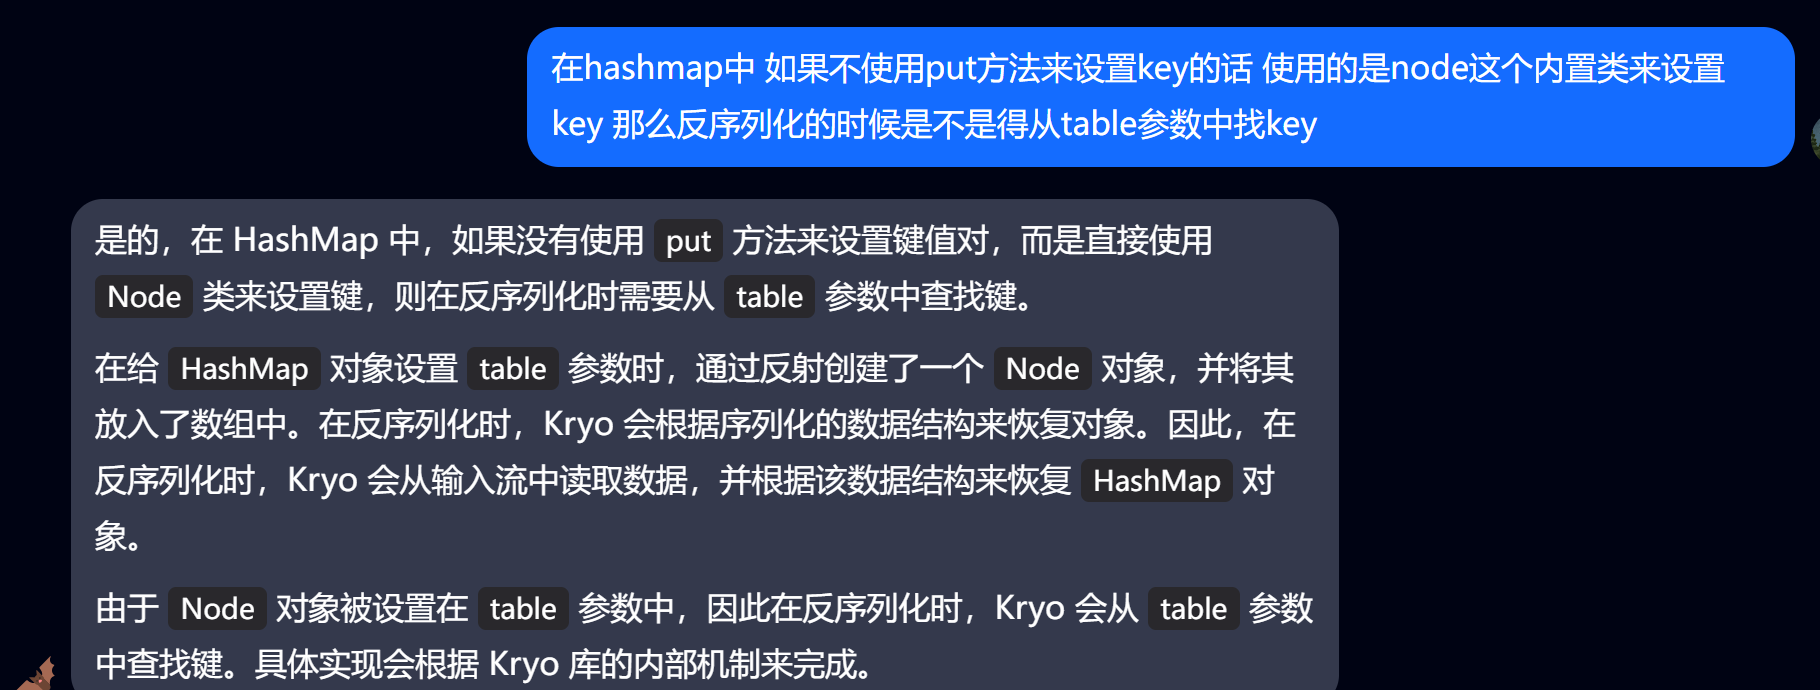 在hashmap中 如果不使用put方法来设置key的话 使用的是node这个内置类来设置
key 那么反序列化的时候是不是得从table参数中找key
是的，在 HashMap 中，如果没有使用 put 方法来设置键值对，而是直接使用
Node 类来设置键，则在反序列化时需要从 table 参数中查找键。
在给 HashMap 对象设置 table 参数时，通过反射创建了一个 Node 对象，并将其
放入了数组中。在反序列化时，Kryo 会根据序列化的数据结构来恢复对象。因此，在
反序列化时，Kryo 会从输入流中读取数据，并根据该数据结构来恢复 HashMap 对
象。
由于 Node 对象被设置在 table 参数中，因此在反序列化时，Kryo 会从 table 参数
中查找键。具体实现会根据 Kryo 库的内部机制来完成。